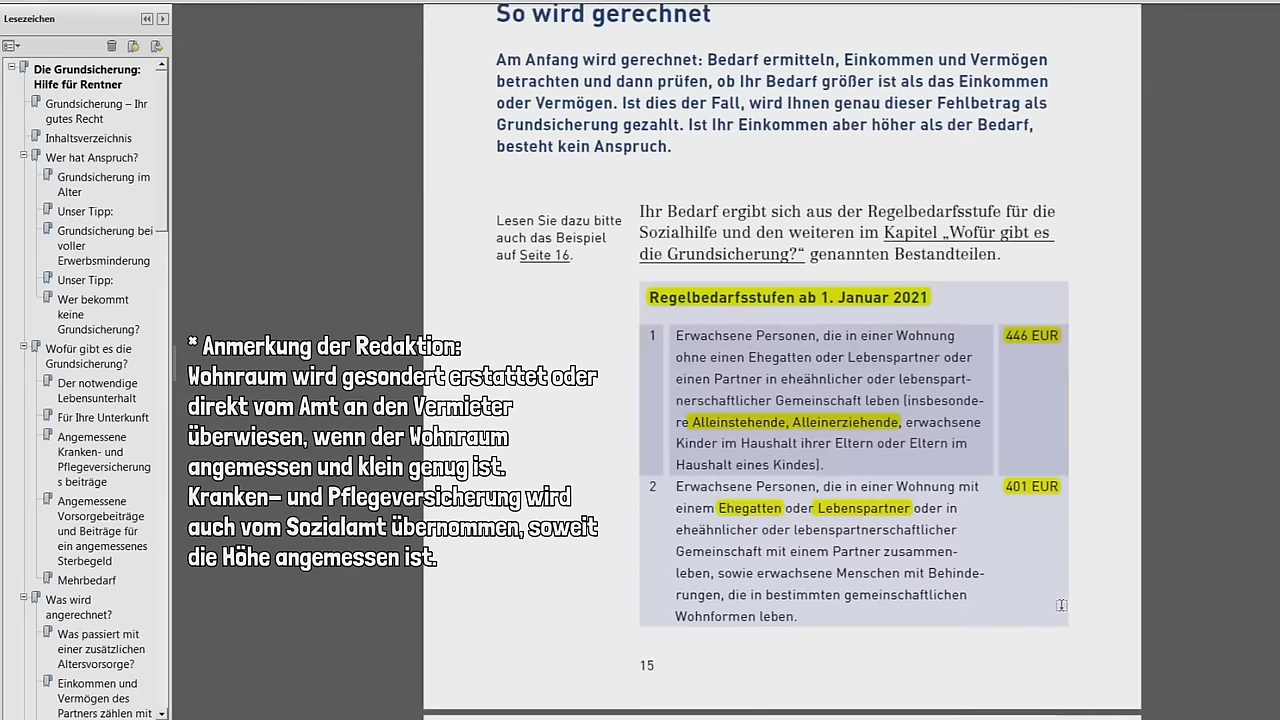 Lesezeichen
Die Grundsicherung:
Hilfe für Rentner
Grundsicherung – Ihr
gutes Recht
Inhaltsverzeichnis
Wer hat Anspruch?
Grundsicherung im
Alter
Unser Tipp:
Grundsicherung bei
voller
Erwerbsminderung
Unser Tipp:
Wer bekommt
keine
Grundsicherung?
Wofür gibt es die
Grundsicherung?
Der notwendige
Lebensunterhalt
Für Ihre Unterkunft
Angemessene
Kranken- und
Pflegeversicherung
s beiträge
Angemessene
Vorsorgebeiträge
und Beiträge für
ein angemessenes
Sterbegeld
Mehrbedarf
Was wird
angerechnet?
Was passiert mit
einer zusätzlichen
Altersvorsorge?
Einkommen und
Vermögen des
Partners zählen mit
* Anmerkung der Redaktion:
Wohnraum wird gesondert erstattet oder
direkt vom Amt an den Vermieter
überwiesen, wenn der Wohnraum
angemessen und klein genug ist.
Kranken- und Pflegeversicherung wird
auch vom Sozialamt übernommen, soweit
die Höhe angemessen ist.
So wird gerechnet
Am Anfang wird gerechnet: Bedarf ermitteln, Einkommen und Vermögen
betrachten und dann prüfen, ob Ihr Bedarf größer ist als das Einkommen
oder Vermögen. Ist dies der Fall, wird Ihnen genau dieser Fehlbetrag als
Grundsicherung gezahlt. Ist Ihr Einkommen aber höher als der Bedarf,
besteht kein Anspruch.
Lesen Sie dazu bitte
auch das Beispiel
auf Seite 16.
Ihr Bedarf ergibt sich aus der Regelbedarfsstufe für die
Sozialhilfe und den weiteren im Kapitel „Wofür gibt es
die Grundsicherung?“ genannten Bestandteilen.
Regelbedarfsstufen ab 1. Januar 2021
1 Erwachsene Personen, die in einer Wohnung 446 EUR
ohne einen Ehegatten oder Lebenspartner oder
einen Partner in eheähnlicher oder lebenspart-
nerschaftlicher Gemeinschaft leben (insbesonde-
re Alleinstehende, Alleinerziehende, erwachsene
Kinder im Haushalt ihrer Eltern oder Eltern im
Haushalt eines Kindes).
2 Erwachsene Personen, die in einer Wohnung mit 401 EUR
einem Ehegatten oder Lebenspartner oder in
eheähnlicher oder lebenspartnerschaftlicher
Gemeinschaft mit einem Partner zusammen-
leben, sowie erwachsene Menschen mit Behinde-
rungen, die in bestimmten gemeinschaftlichen
Wohnformen leben.
15